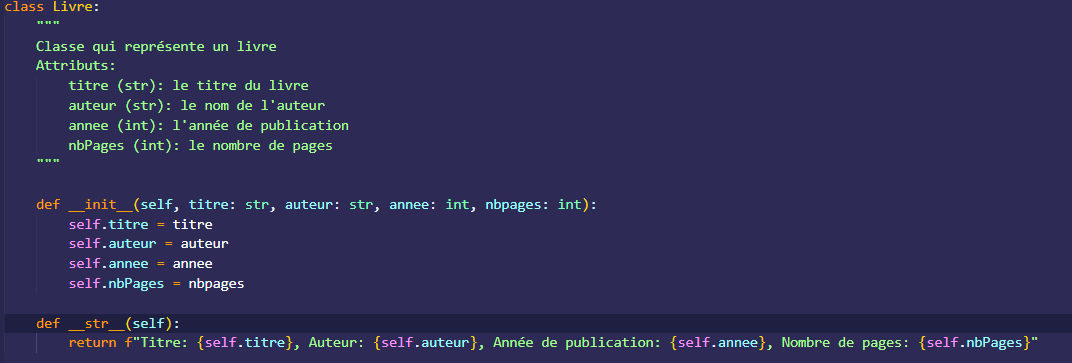 class Livre:
    """
    Classe qui représente un livre
    Attributs:
        titre (str): le titre du livre
        auteur (str): le nom de l'auteur
        annee (int): l'année de publication
        nbPages (int): le nombre de pages
    """
    def __init__(self, titre: str, auteur: str, annee: int, nbpages: int):
        self.titre = titre
        self.auteur = auteur
        self.annee = annee
        self.nbPages = nbpages
    def __str__(self):
        return f"Titre: {self.titre}, Auteur: {self.auteur}, Année de publication: {self.annee}, Nombre de pages: {self.nbPages}"